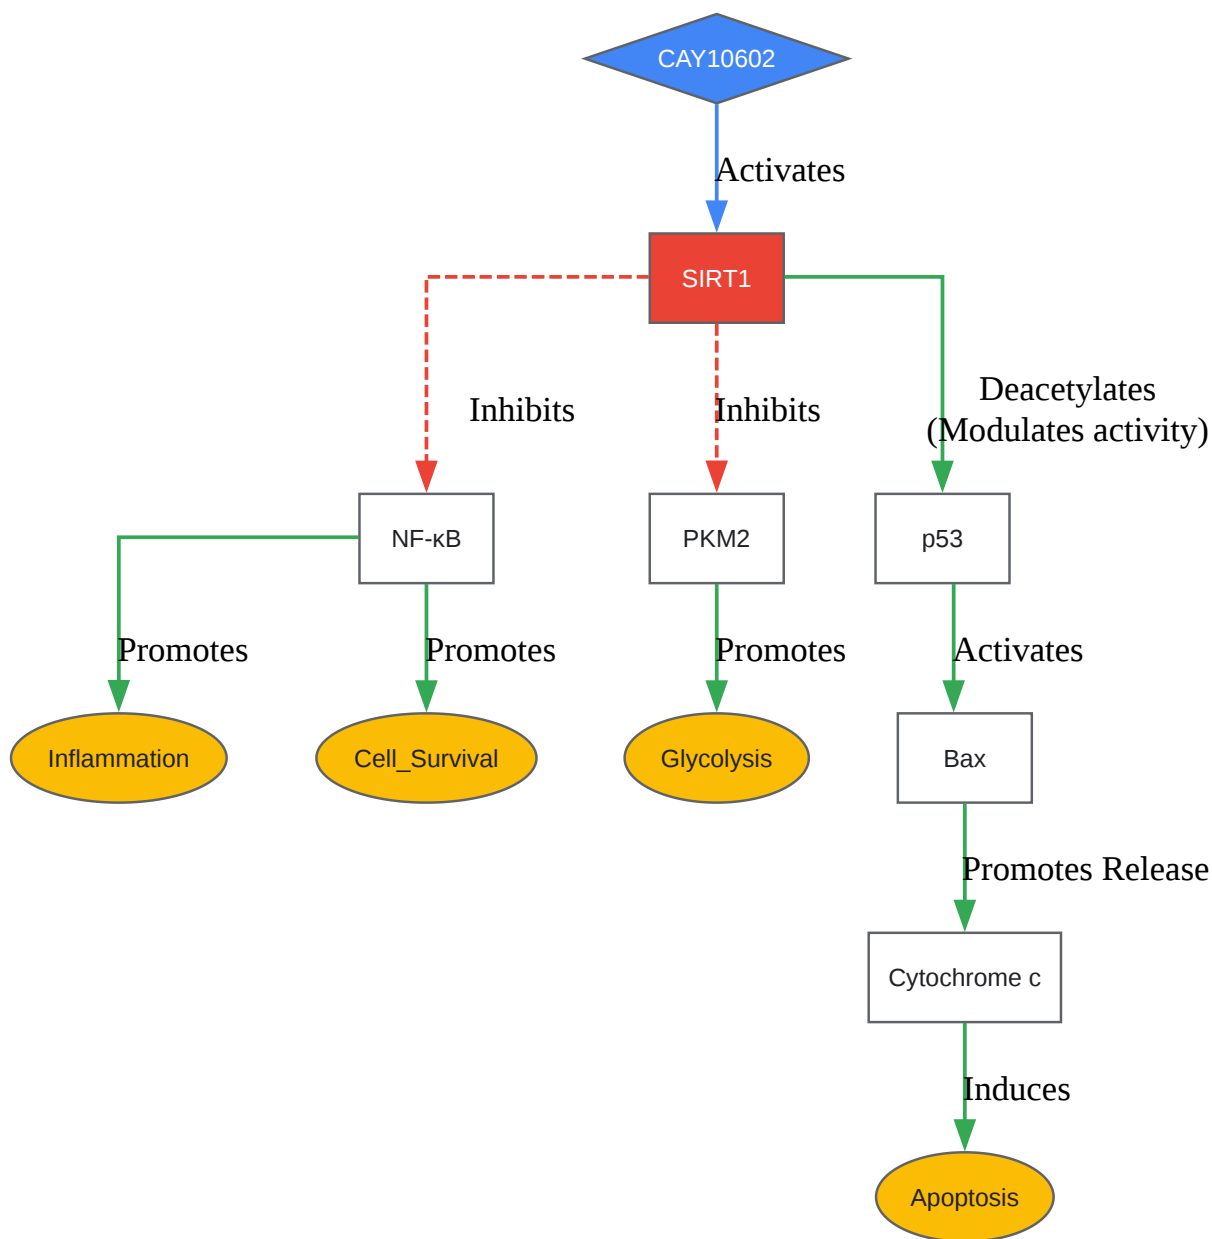 CAY10602
Activates
SIRT1
Inhibits
Inhibits
Deacetylates
(Modulates activity)
NF-κB
PKM2
p53
Promotes
Promotes
Promotes
Activates
Inflammation
Cell_Survival
Glycolysis
Bax
Promotes Release
Cytochrome c
Induces
Apoptosis